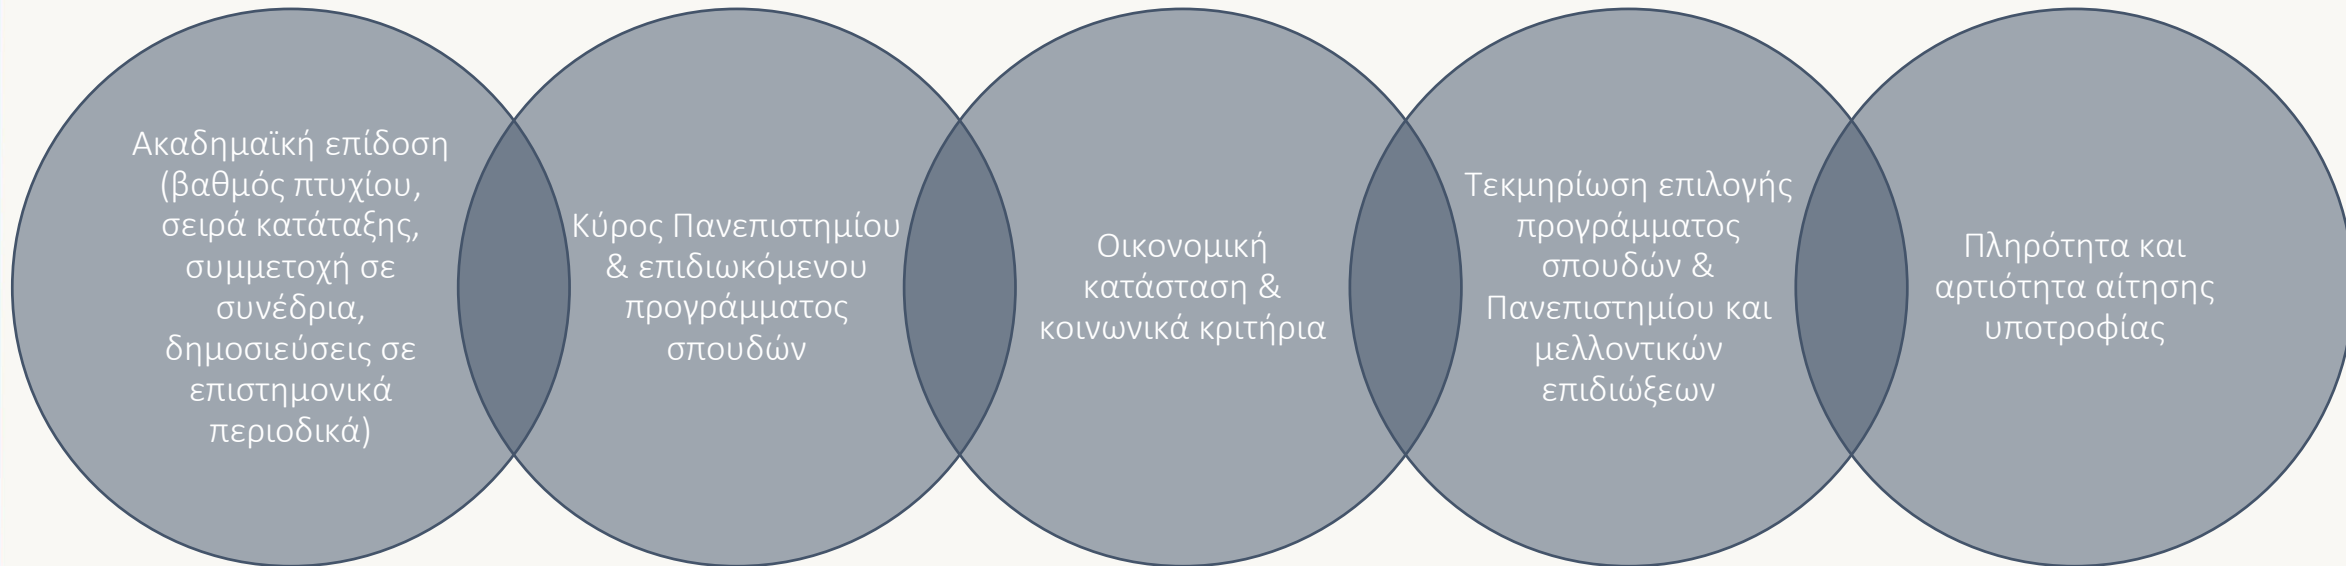 Ακαδημαϊκή επίδοση
(βαθμός πτυχίου,
σειρά κατάταξης,
συμμετοχή σε
συνέδρια,
δημοσιεύσεις σε
επιστημονικά
περιοδικά)
Κύρος Πανεπιστημίου
& επιδιωκόμενου
προγράμματος
σπουδών
Οικονομική
κατάσταση &
κοινωνικά κριτήρια
Τεκμηρίωση επιλογής
προγράμματος
σπουδών &
Πανεπιστημίου και
μελλοντικών
επιδιώξεων
Πληρότητα και
αρτιότητα αίτησης
υποτροφίας